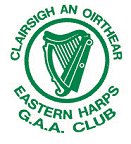 CLAIRSIGH AN OIRTHEAR
EASTERN HARPS
G.A.A. CLUB